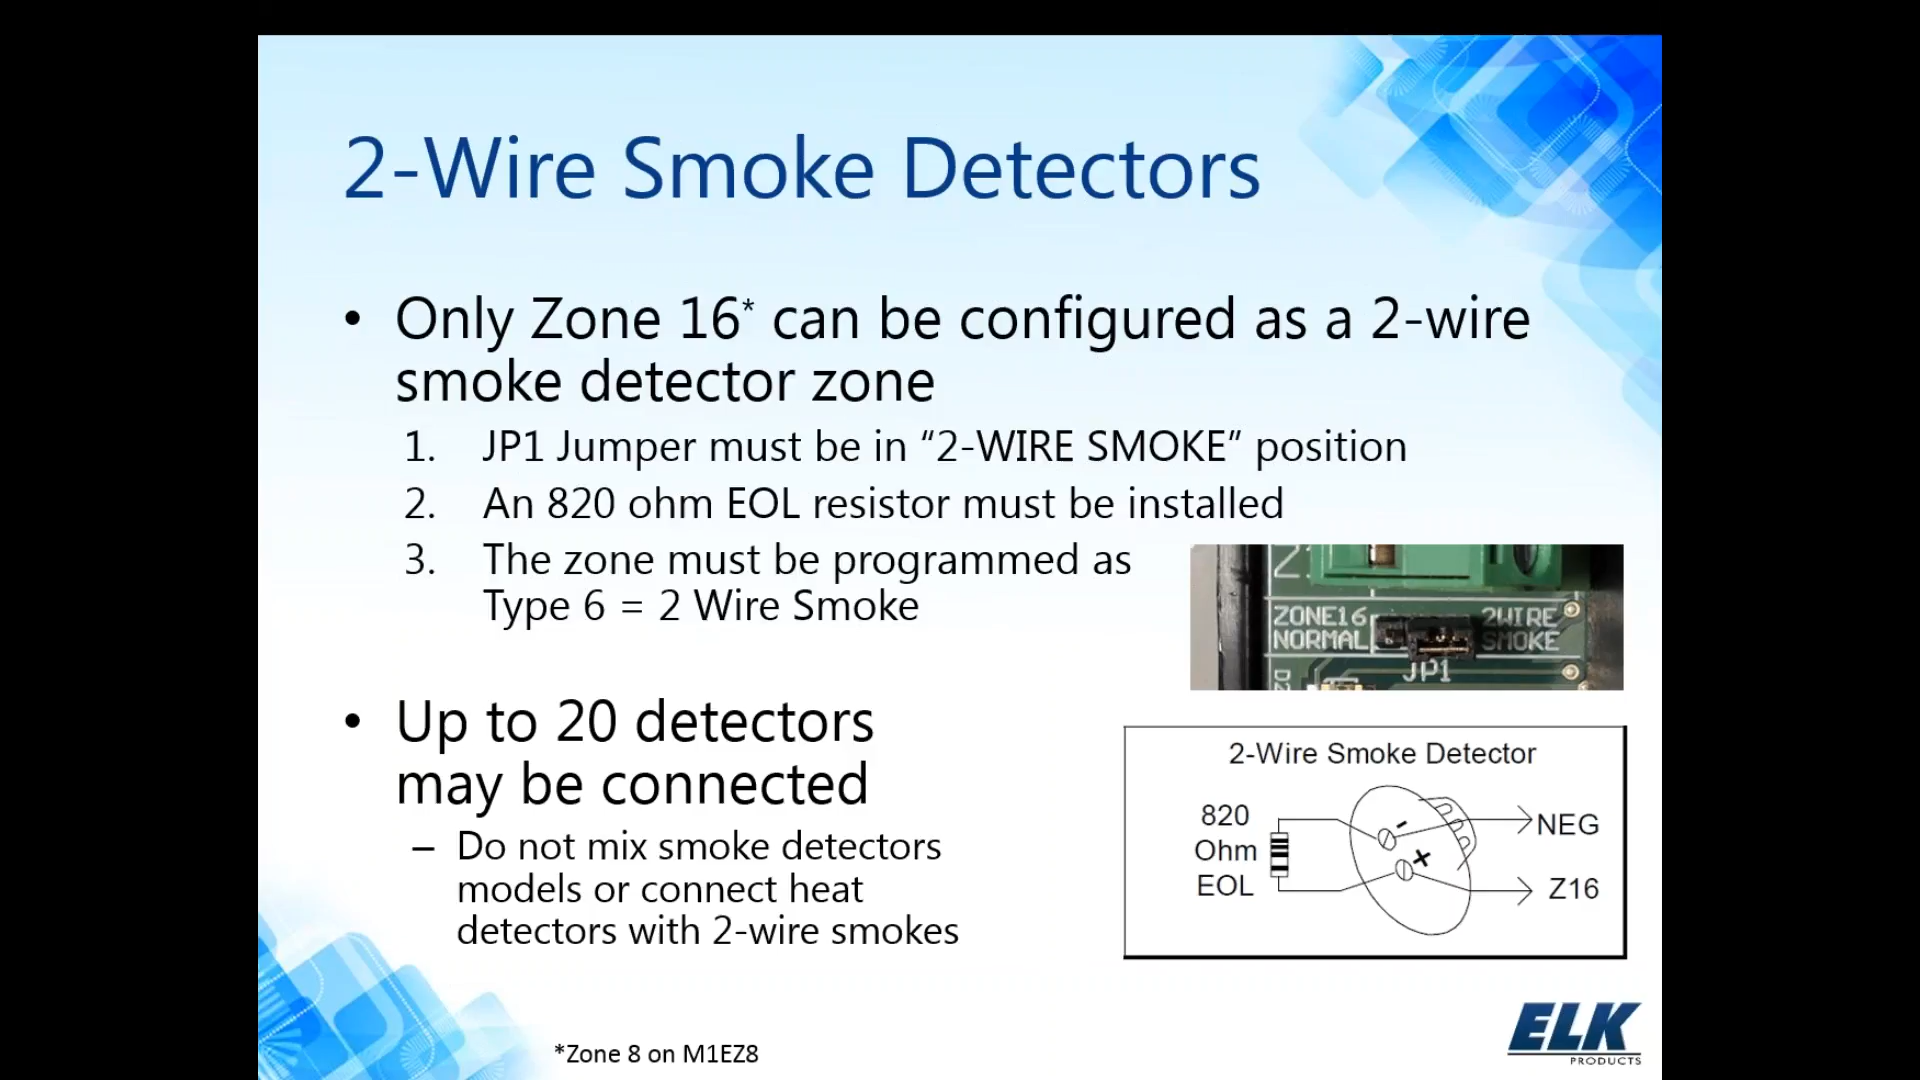 2-Wire Smoke Detectors
• Only Zone 16* can be configured as a 2-wire
smoke detector zone
1. JP1 Jumper must be in “2-WIRE SMOKE” position
2. An 820 ohm EOL resistor must be installed
3. The zone must be programmed as
Type 6 = 2 Wire Smoke
ZONE16
NORMAL
2WIRE
SMOKE
JP1
• Up to 20 detectors
may be connected
– Do not mix smoke detectors
models or connect heat
detectors with 2-wire smokes
2-Wire Smoke Detector
820
Ohm
EOL
-
+
NEG
Z16
*Zone 8 on M1EZ8
ELK
PRODUCTS